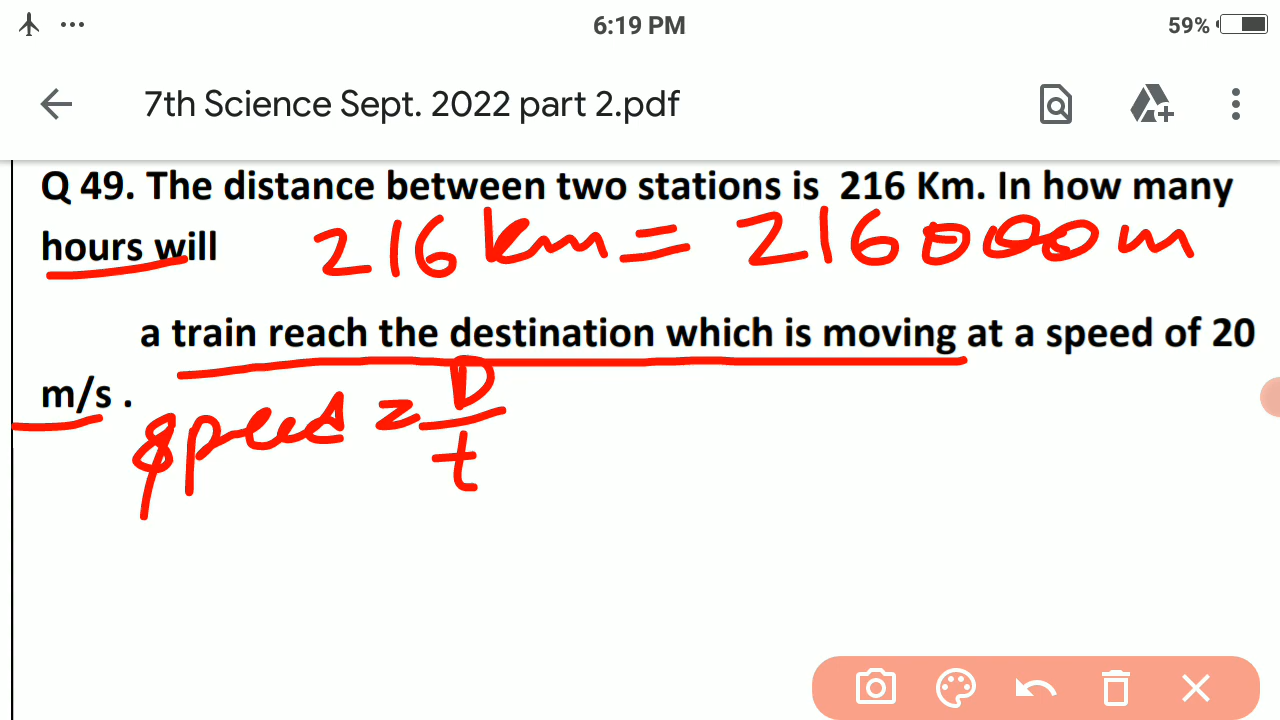 6:19 PM
59%
7th Science Sept. 2022 part 2.pdf
Q 49. The distance between two stations is 216 Km. In how many
hours will
216 km = 216000 m
a train reach the destination which is moving at a speed of 20
m/s .
speed = D
t